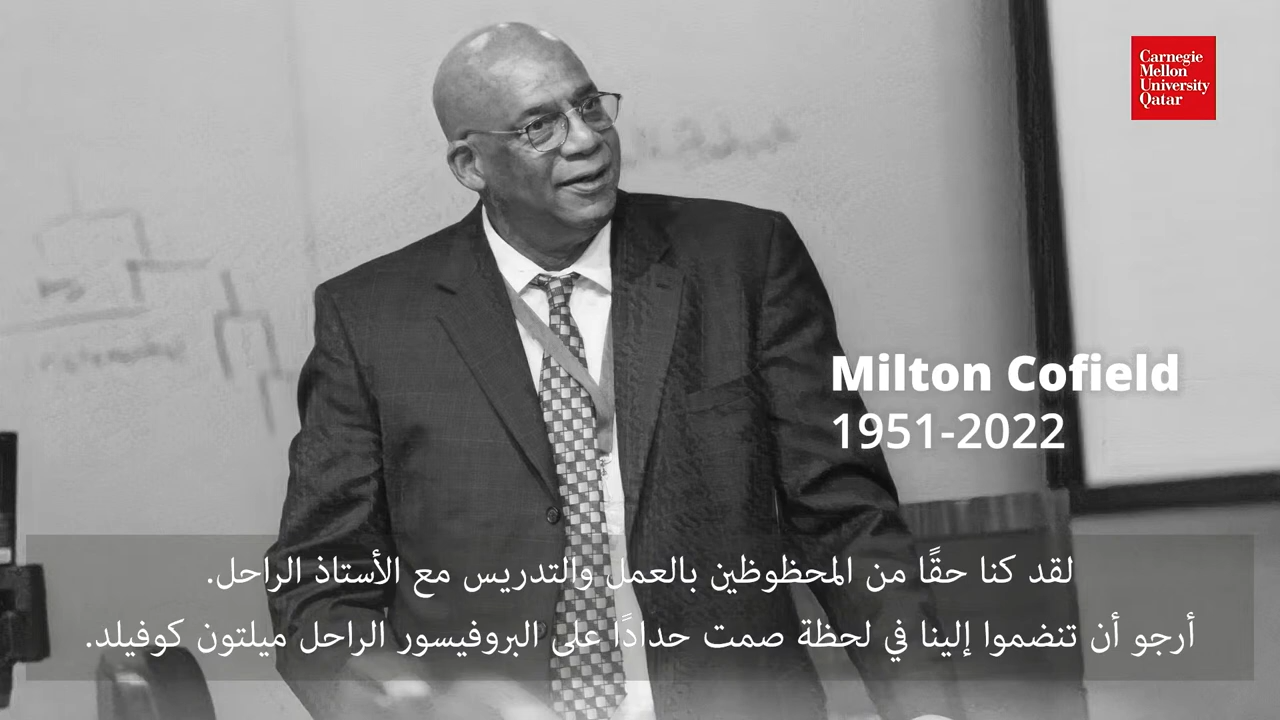 Carnegie
Mellon
University
Qatar
Milton Cofield
1951-2022
لقد كنا حقًا من المحظوظين بالعمل والتدريس مع الأستاذ الراحل.
أرجو أن تنضموا إلينا في لحظة صمت حدادًا على البروفيسور الراحل ميلتون كوفيلد.